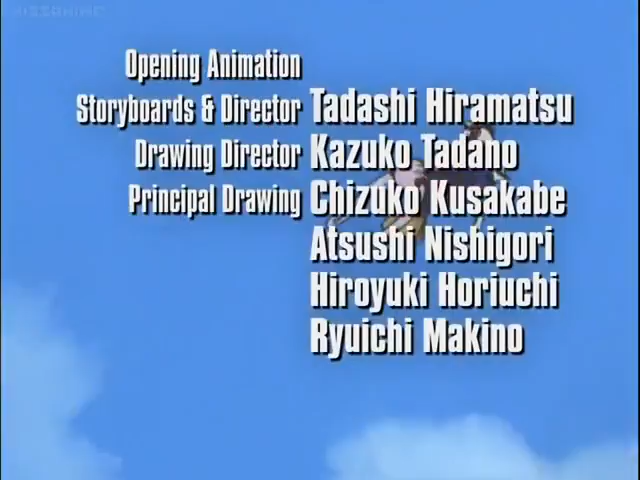 KISSANIME
Opening Animation
Storyboards & Director Tadashi Hiramatsu
Drawing Director Kazuko Tadano
Principal Drawing Chizuko Kusakabe
Atsushi Nishigori
Hiroyuki Horiuchi
Ryuichi Makino